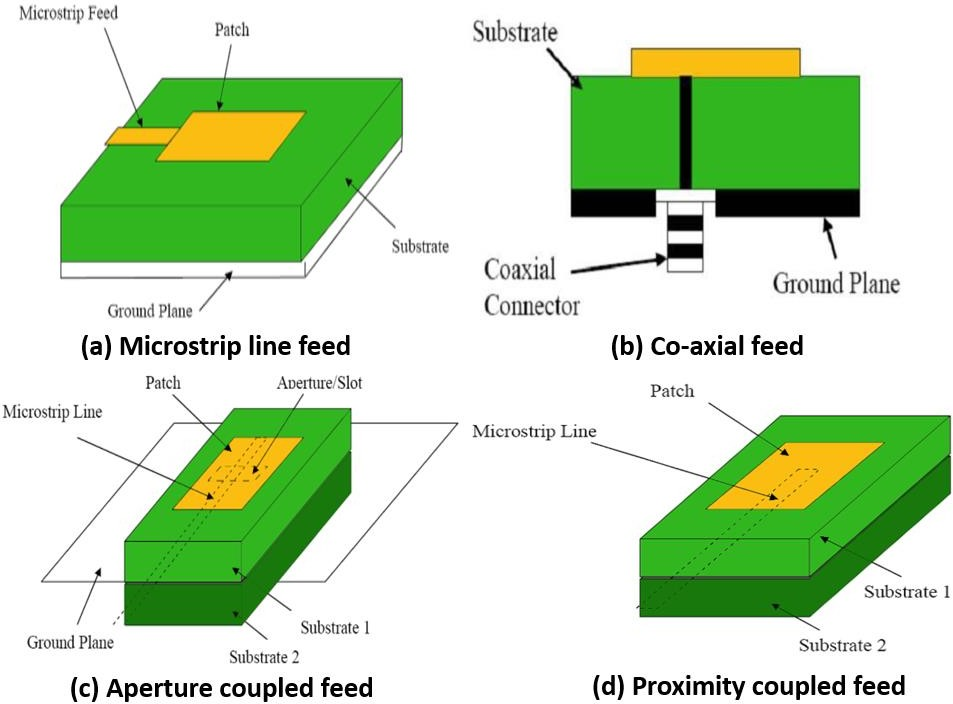 Microstrip Feed
Patch
Substrate
Ground Plane
(a) Microstrip line feed
Substrate
Coaxial
Connector
Ground Plane
(b) Co-axial feed
Patch
Aperture/Slot
Microstrip Line
Ground Plane
Substrate 1
Substrate 2
(c) Aperture coupled feed
Patch
Microstrip Line
Substrate 1
Substrate 2
(d) Proximity coupled feed